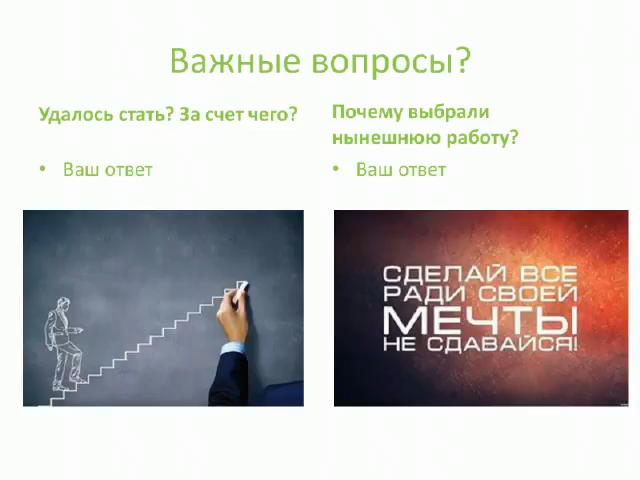 Важные вопросы?
Удалось стать? За счет чего?
• Ваш ответ
Почему выбрали
нынешнюю работу?
• Ваш ответ
СДЕЛАЙ ВСЕ
РАДИ СВОЕЙ
МЕЧТЫ
НЕ СДАВАЙСЯ!